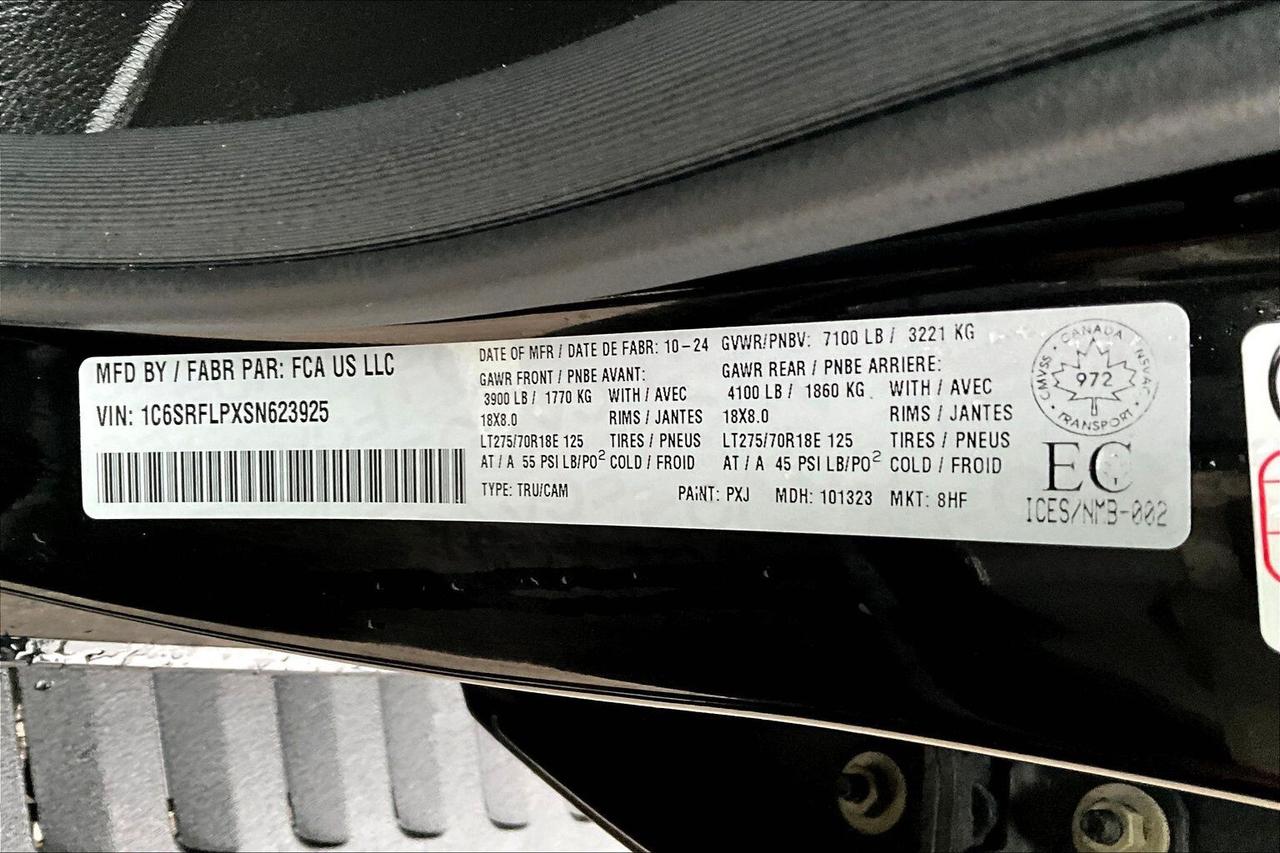 MFD BY / FABR PAR: FCA US LLC
VIN: 1C6SRFLPXSN623925
DATE OF MFR / DATE DE FABR: 10-24 GVWR/PNBV: 7100 LB / 3221 KG
GAWR FRONT / PNBE AVANT: GAWR REAR / PNBE ARRIERE:
3900 LB / 1770 KG WITH / AVEC 4100 LB / 1860 KG WITH / AVEC
18X8.0 RIMS / JANTES 18X8.0 RIMS / JANTES
LT275/70R18E 125 TIRES / PNEUS LT275/70R18E 125 TIRES / PNEUS
AT / A 55 PSI LB/PO² COLD / FROID AT / A 45 PSI LB/PO² COLD / FROID
TYPE: TRU/CAM PAINT: PXJ MDH: 101323 MKT: 8HF
CANADA
CMVSS 972 NSVAC
TRANSPORT
EC
ICES/NMB-002